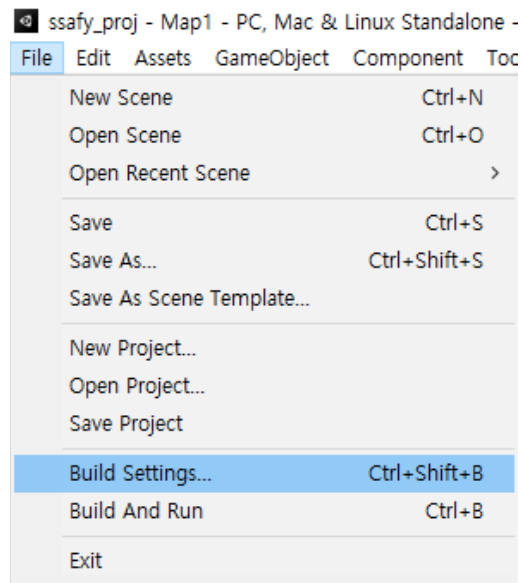 ssafy_proj - Map1 - PC, Mac & Linux Standalone -
File Edit Assets GameObject Component Too
New Scene Ctrl+N
Open Scene Ctrl+O
Open Recent Scene >
Save Ctrl+S
Save As... Ctrl+Shift+S
Save As Scene Template...
New Project...
Open Project...
Save Project
Build Settings... Ctrl+Shift+B
Build And Run Ctrl+B
Exit